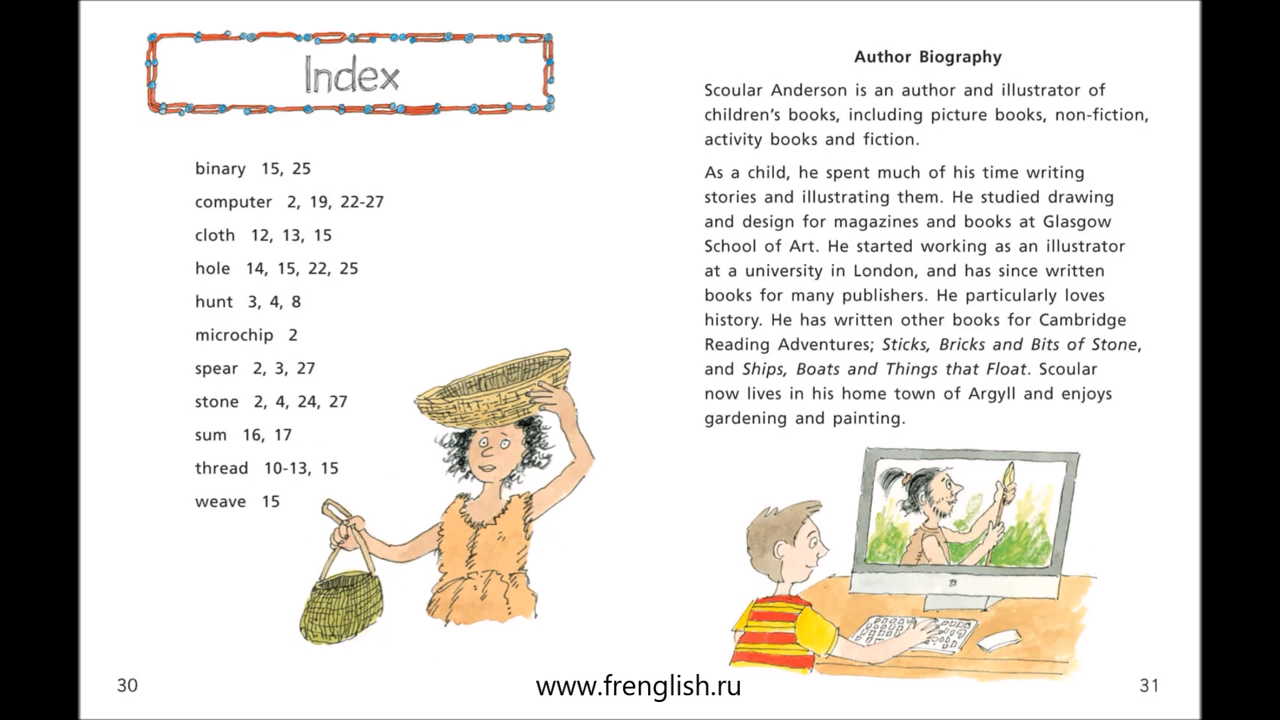 Index
binary 15, 25
computer 2, 19, 22-27
cloth 12, 13, 15
hole 14, 15, 22, 25
hunt 3, 4, 8
microchip 2
spear 2, 3, 27
stone 2, 4, 24, 27
sum 16, 17
thread 10-13, 15
weave 15
30
Author Biography
Scoular Anderson is an author and illustrator of
children's books, including picture books, non-fiction,
activity books and fiction.
As a child, he spent much of his time writing
stories and illustrating them. He studied drawing
and design for magazines and books at Glasgow
School of Art. He started working as an illustrator
at a university in London, and has since written
books for many publishers. He particularly loves
history. He has written other books for Cambridge
Reading Adventures; Sticks, Bricks and Bits of Stone,
and Ships, Boats and Things that Float. Scoular
now lives in his home town of Argyll and enjoys
gardening and painting.
31
www.frenglish.ru